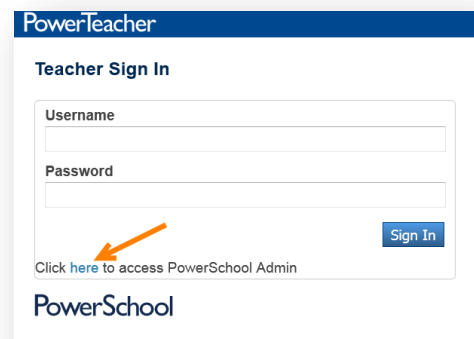 PowerTeacher
Teacher Sign In
Username
Password
Sign In
Click here to access PowerSchool Admin
PowerSchool